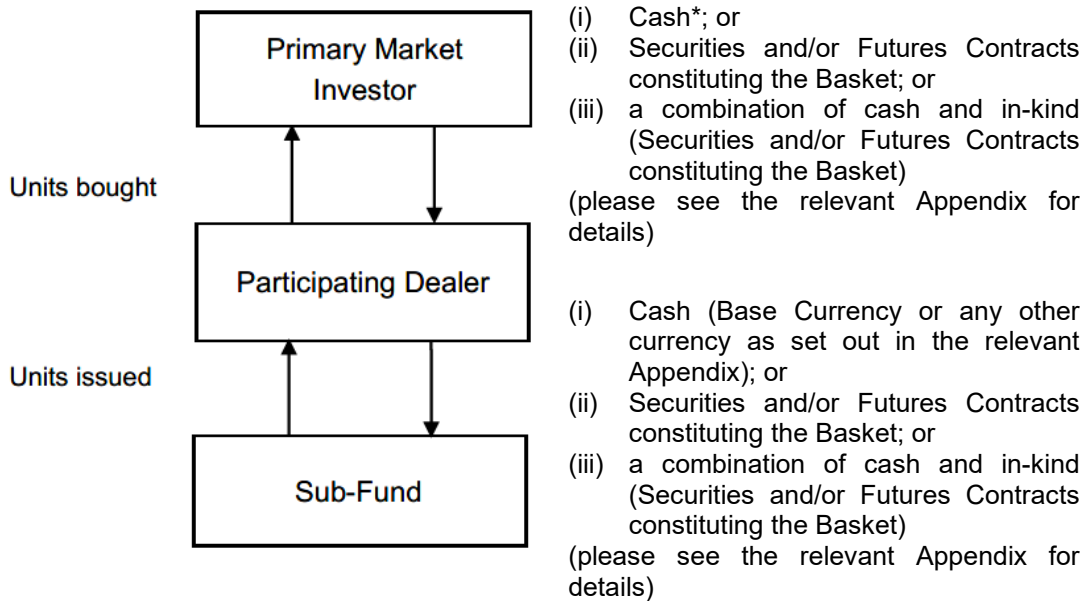 Primary Market
Investor
(i) Cash*; or
(ii) Securities and/or Futures Contracts
constituting the Basket; or
(iii) a combination of cash and in-kind
(Securities and/or Futures Contracts
constituting the Basket)
(please see the relevant Appendix for
details)
Units bought
Participating Dealer
(i) Cash (Base Currency or any other
currency as set out in the relevant
Appendix); or
(ii) Securities and/or Futures Contracts
constituting the Basket; or
(iii) a combination of cash and in-kind
(Securities and/or Futures Contracts
constituting the Basket)
(please see the relevant Appendix for
details)
Units issued
Sub-Fund